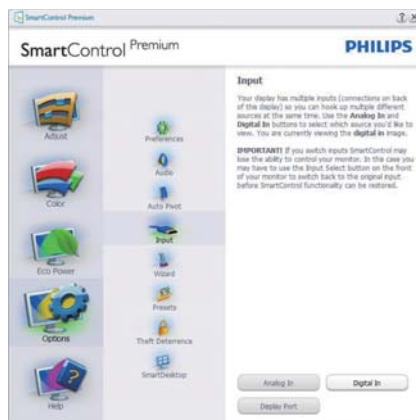 SmartControl Premium
SmartControl Premium
PHILIPS
Adjust
Color
Eco Power
Options
Help
Preferences
Audio
Auto Pivot
Input
Wizard
Presets
Theft Deterrence
SmartDesktop
Input
Your display has multiple inputs (connections on back
of the display) so you can hook up multiple different
sources at the same time. Use the Analog In and
Digital In buttons to select which source you'd like to
view. You are currently viewing the digital in image.
IMPORTANT! If you switch inputs SmartControl may
lose the ability to control your monitor. In the case you
may have to use the Input Select button on the front
of your monitor to switch back to the original input
before SmartControl functionality can be restored.
Analog In
Digital In
Display Port